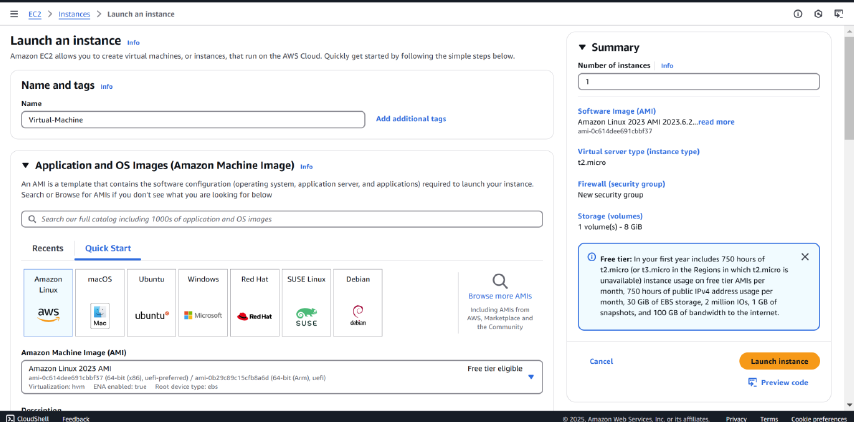 EC2 > Instances > Launch an instance
Launch an instance Info
Amazon EC2 allows you to create virtual machines, or instances, that run on the AWS Cloud. Quickly get started by following the simple steps below.
Name and tags Info
Name
Virtual-Machine
Add additional tags
Application and OS Images (Amazon Machine Image) Info
An AMI is a template that contains the software configuration (operating system, application server, and applications) required to launch your instance.
Search or Browse for AMIs if you don't see what you are looking for below
Search our full catalog including 1000s of application and OS images
Recents
Quick Start
Amazon
Linux
aws
macOS
Mac
Ubuntu
ubuntu
Windows
Microsoft
Red Hat
Red Hat
SUSE Linux
SUSE
Debian
debian
Browse more AMIs
Including AMIs from
AWS, Marketplace and
the Community
Amazon Machine Image (AMI)
Amazon Linux 2023 AMI
Free tier eligible
ami-0c614dee691cbbf37 (64-bit (x86), uefi-preferred) / ami-0b29c89c15cfb8a6d (64-bit (Arm), uefi)
Virtualization: hvm ENA enabled: true Root device type: ebs
Description
Summary
Number of instances Info
1
Software Image (AMI)
Amazon Linux 2023 AMI 2023.6.2...read more
ami-0c614dee691cbbf37
Virtual server type (instance type)
t2.micro
Firewall (security group)
New security group
Storage (volumes)
1 volume(s) - 8 GiB
Free tier: In your first year includes 750 hours of
t2.micro (or t3.micro in the Regions in which t2.micro is
unavailable) instance usage on free tier AMIs per
month, 750 hours of public IPv4 address usage per
month, 30 GiB of EBS storage, 2 million IOs, 1 GB of
snapshots, and 100 GB of bandwidth to the internet.
Cancel
Launch instance
Preview code
CloudShell Feedback
© 2025, Amazon Web Services, Inc. or its affiliates. Privacy Terms Cookie preferences